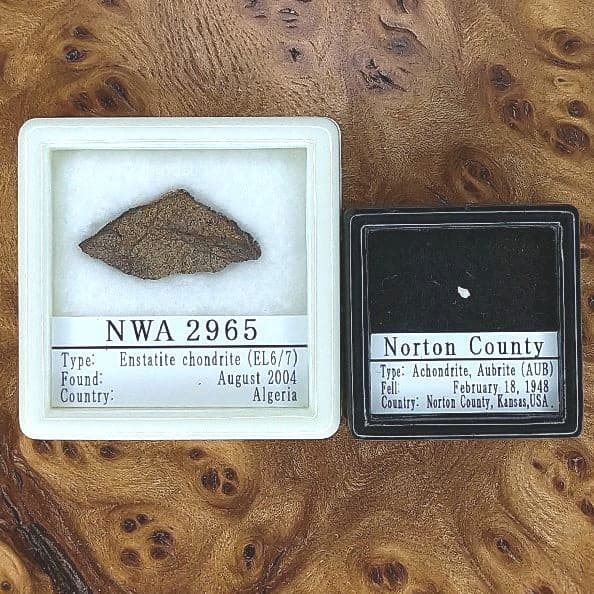 NWA 2965
Type: Enstatite chondrite (EL6/7)
Found: August 2004
Country: Algeria
Norton County
Type: Achondrite, Aubrite (AUB)
Fell: February 18, 1948
Country: Norton County, Kansas,USA.